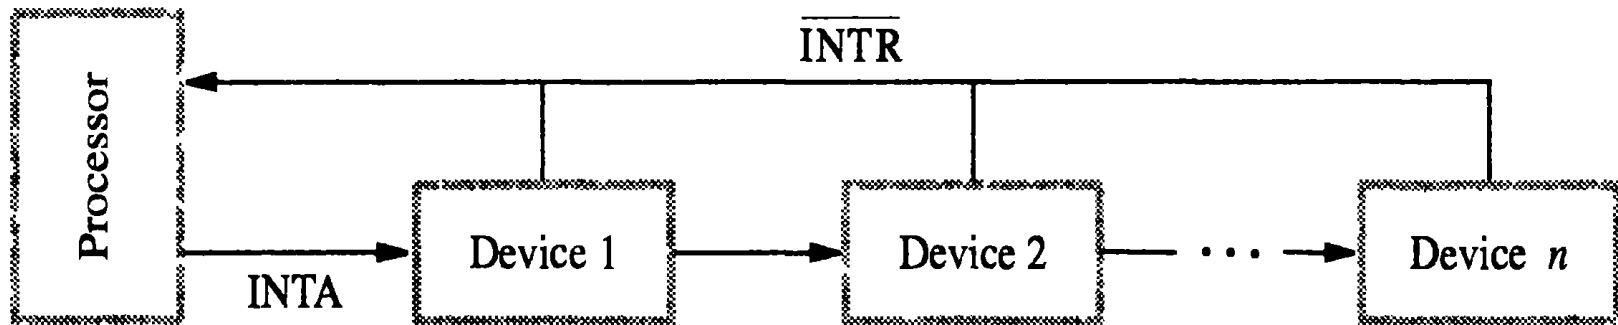 INTR
Processor
Device 1
Device 2
...
Device n
INTA